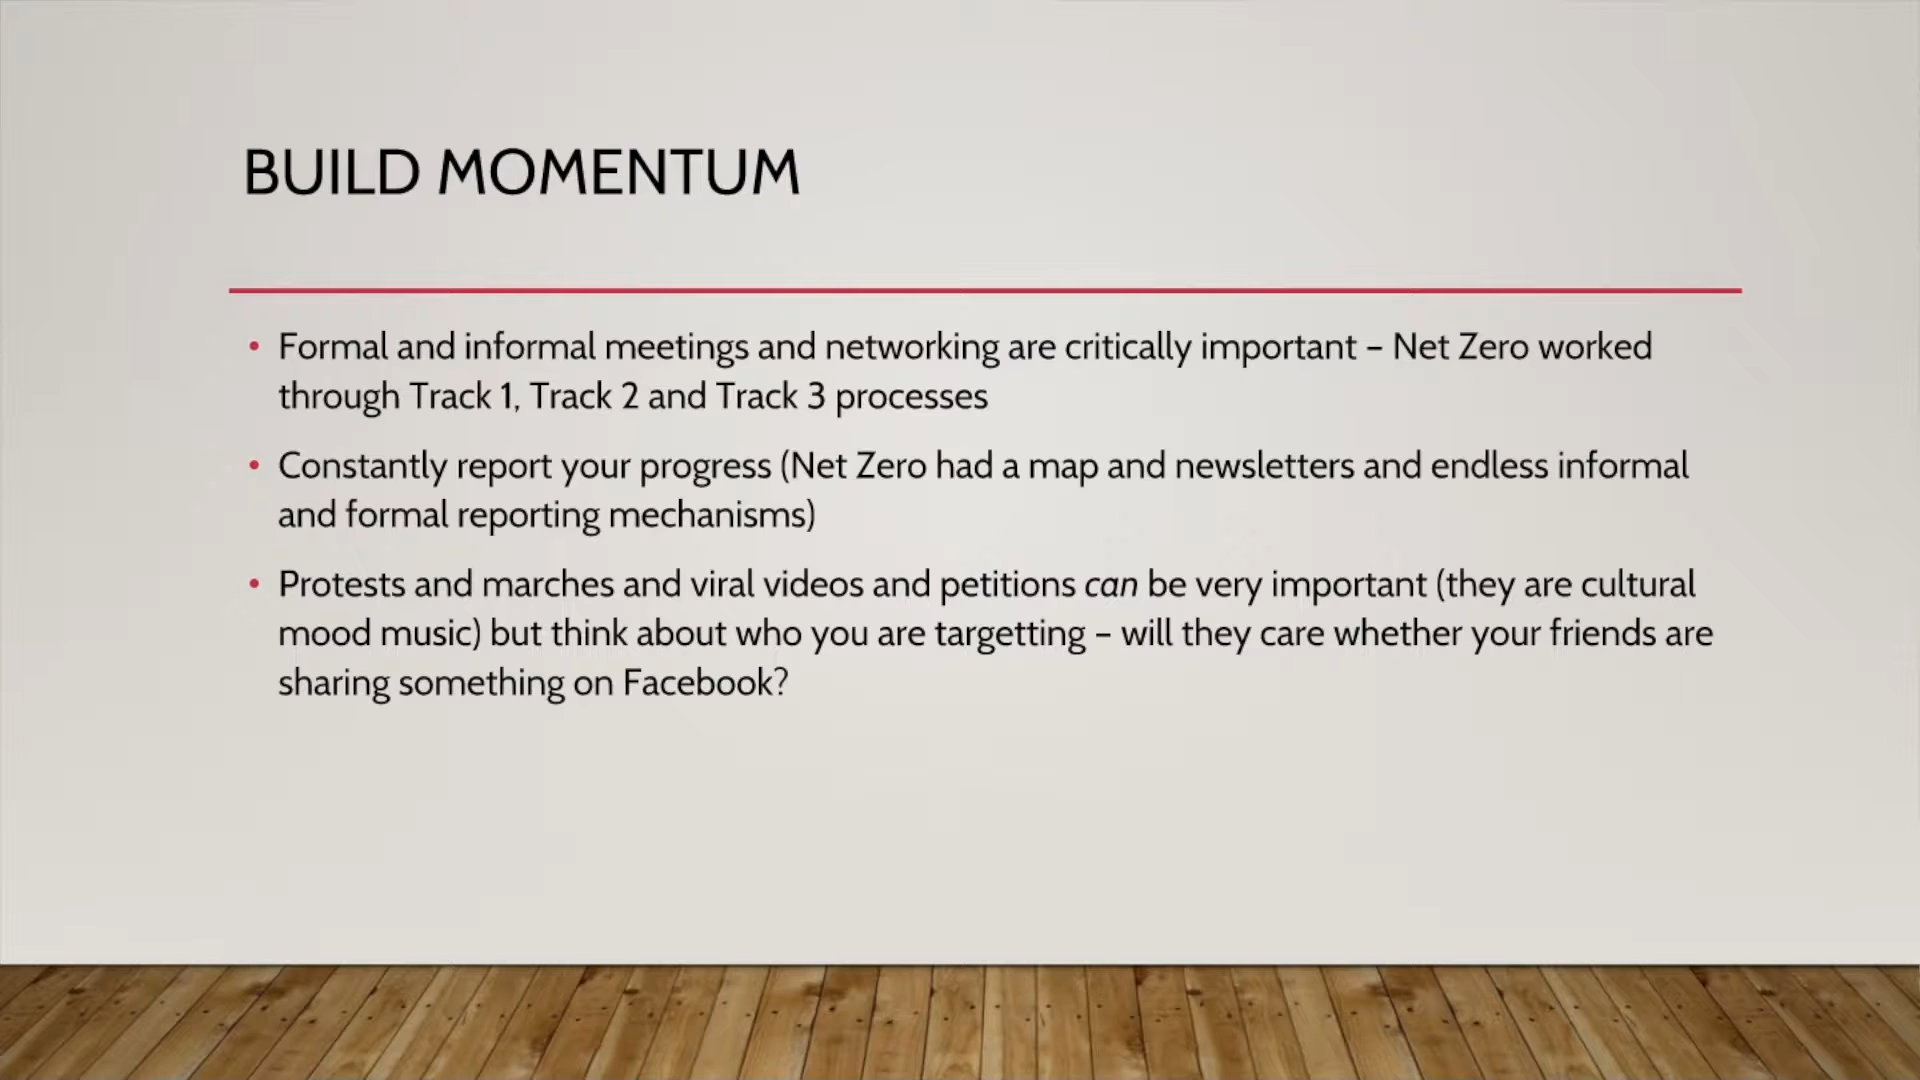 BUILD MOMENTUM
• Formal and informal meetings and networking are critically important – Net Zero worked
through Track 1, Track 2 and Track 3 processes
• Constantly report your progress (Net Zero had a map and newsletters and endless informal
and formal reporting mechanisms)
• Protests and marches and viral videos and petitions can be very important (they are cultural
mood music) but think about who you are targetting – will they care whether your friends are
sharing something on Facebook?